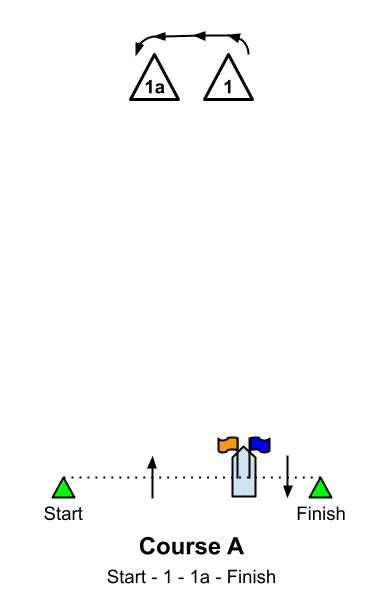 1a 1
Start Finish
Course A
Start - 1 - 1a - Finish